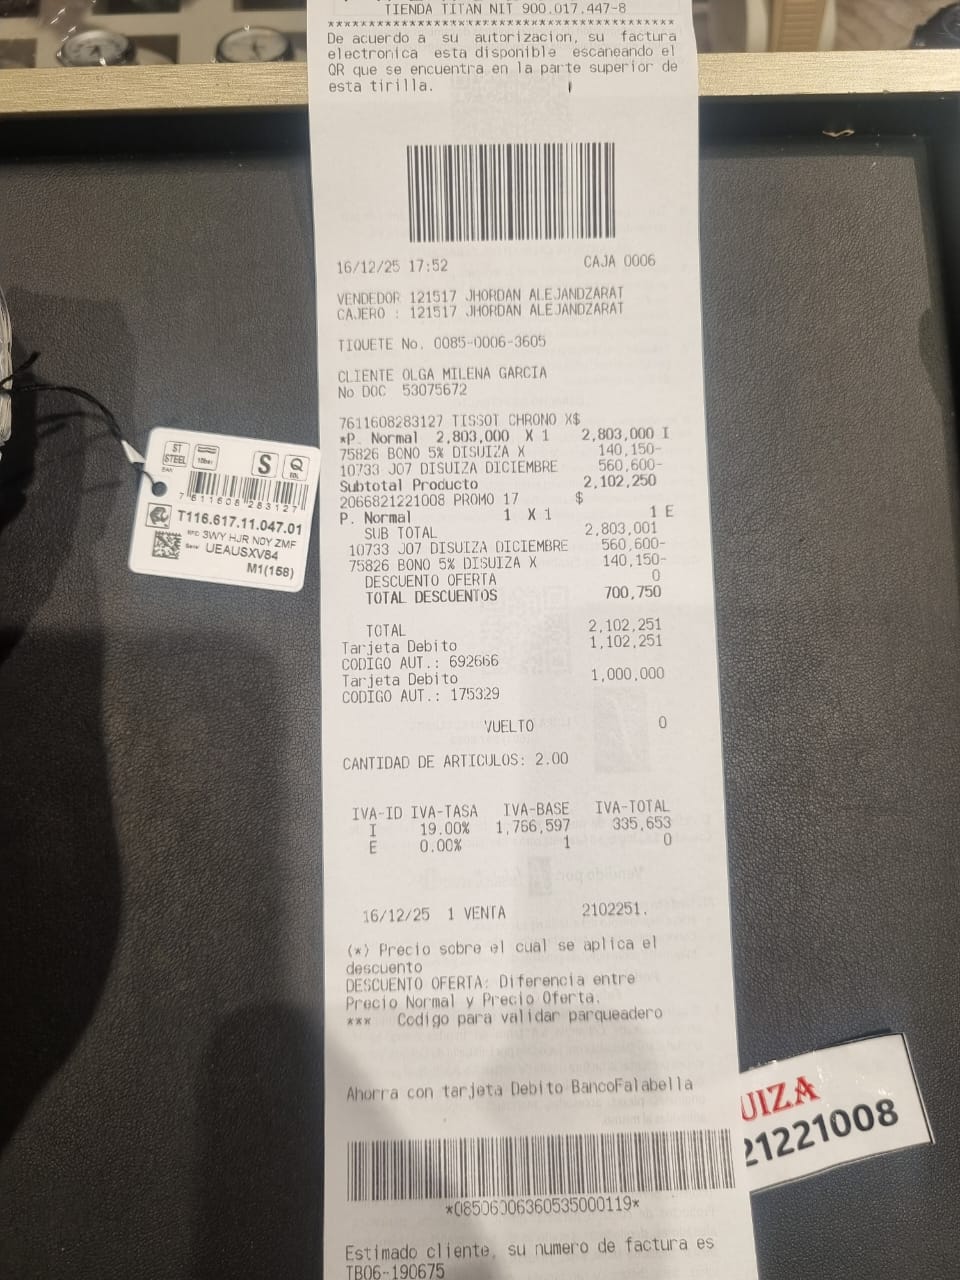 TIENDA TITAN NIT 900.017.447-8
****************************************
De acuerdo a su autorizacion, su factura
electronica esta disponible escaneando el
QR que se encuentra en la parte superior de
esta tirilla.
16/12/25 17:52 CAJA 0006
VENDEDOR 121517 JHORDAN ALEJANDZARAT
CAJERO : 121517 JHORDAN ALEJANDZARAT
TIQUETE No. 0085-0006-3605
CLIENTE OLGA MILENA GARCIA
No DOC 53075672
7611608283127 TISSOT CHRONO X$
*P. Normal 2,803,000 X 1 2,803,000 I
75826 BONO 5% DISUIZA X 140,150-
10733 J07 DISUIZA DICIEMBRE 560,600-
Subtotal Producto 2,102,250
2066821221008 PROMO 17 $
P. Normal 1 X 1 1 E
SUB TOTAL 2,803,001
10733 J07 DISUIZA DICIEMBRE 560,600-
75826 BONO 5% DISUIZA X 140,150-
DESCUENTO OFERTA 0
TOTAL DESCUENTOS 700,750
TOTAL 2,102,251
Tarjeta Debito 1,102,251
CODIGO AUT.: 692666
Tarjeta Debito 1,000,000
CODIGO AUT.: 175329
VUELTO 0
CANTIDAD DE ARTICULOS: 2.00
IVA-ID IVA-TASA IVA-BASE IVA-TOTAL
I 19.00% 1,766,597 335,653
E 0.00% 1 0
16/12/25 1 VENTA 2102251.
(*) Precio sobre el cual se aplica el
descuento
DESCUENTO OFERTA: Diferencia entre
Precio Normal y Precio Oferta.
*** Codigo para validar parqueadero
Ahorra con tarjeta Debito BancoFalabella
*08506006360535000119*
Estimado cliente, su numero de factura es
TB06-190675
ST
STEEL
10bar
S
Q
EOL
EAN
7 611608 283127
T116.617.11.047.01
3WY HJR N0Y ZMF
UEAUSXV84
M1(158)
UIZA
21221008